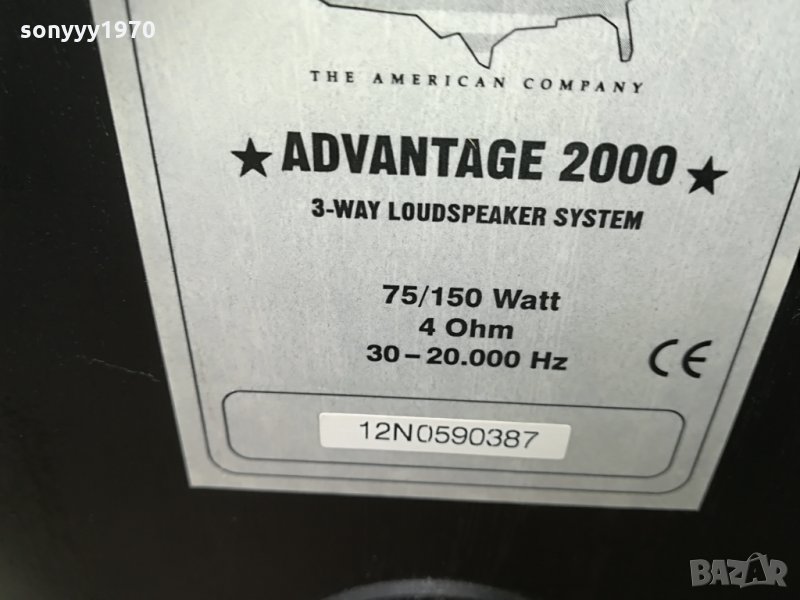 sonyyy1970
THE AMERICAN COMPANY
★ ADVANTAGE 2000 ★
3-WAY LOUDSPEAKER SYSTEM
75/150 Watt
4 Ohm
30–20.000 Hz
CE
12N0590387
BAZAR